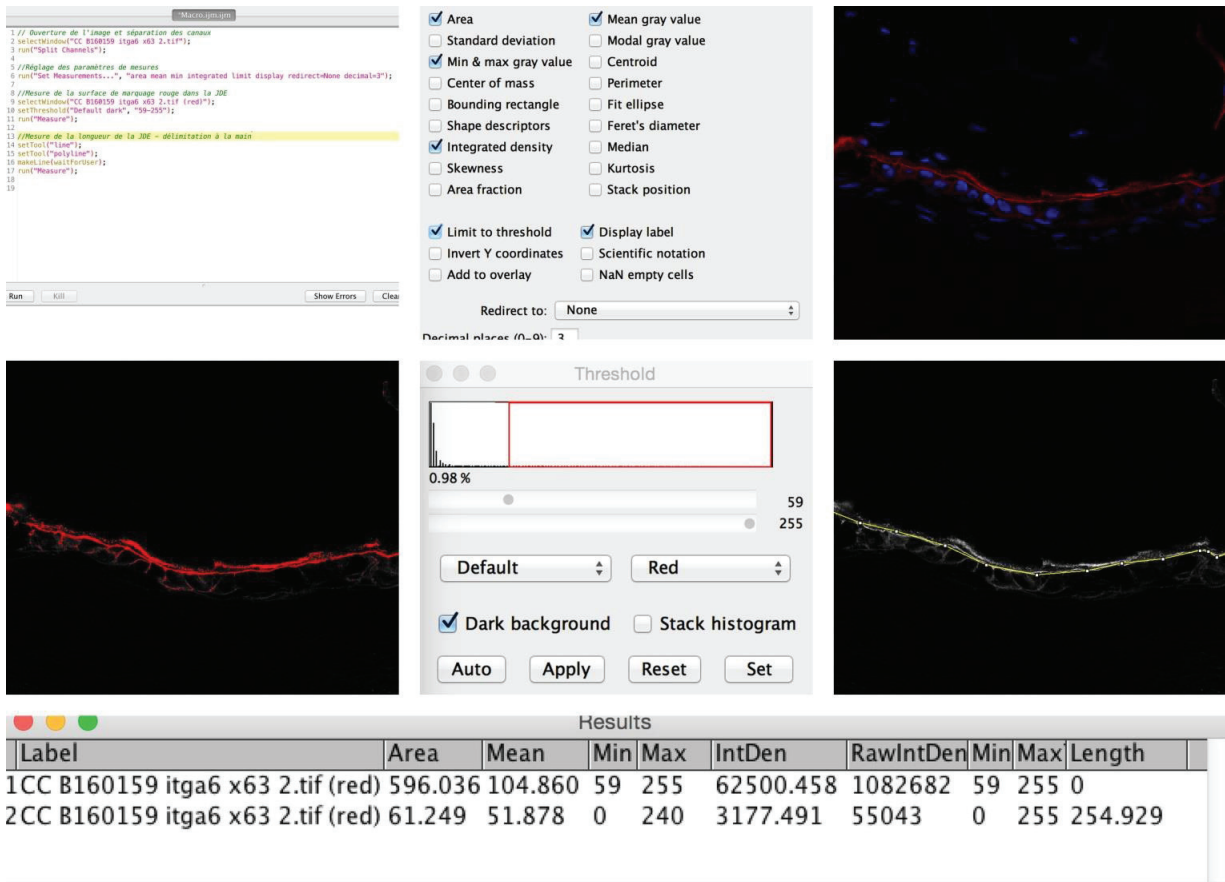 *Macro.ijm.ijm
1 // Ouverture de l'image et séparation des canaux
2 selectWindow("CC B160159 itga6 x63 2.tif");
3 run("Split Channels");
4
5 //Réglage des paramètres de mesures
6 run("Set Measurements...", "area mean min integrated limit display redirect=None decimal=3");
7
8 //Mesure de la surface de marquage rouge dans la JDE
9 selectWindow("CC B160159 itga6 x63 2.tif (red)");
10 setThreshold("Default dark", "59-255");
11 run("Measure");
12
13 //Mesure de la longueur de la JDE - délimitation à la main
14 setTool("line");
15 setTool("polyline");
16 makeLine(waitForUser);
17 run("Measure");
18
19
Run Kill Show Errors Clea
Area Mean gray value
Standard deviation Modal gray value
Min & max gray value Centroid
Center of mass Perimeter
Bounding rectangle Fit ellipse
Shape descriptors Feret's diameter
Integrated density Median
Skewness Kurtosis
Area fraction Stack position
Limit to threshold Display label
Invert Y coordinates Scientific notation
Add to overlay NaN empty cells
Redirect to: None
Decimal places (0-9): 3
Threshold
0.98 %
59
255
Default Red
Dark background Stack histogram
Auto Apply Reset Set
Results
Label Area Mean Min Max IntDen RawIntDen Min Max Length
1 CC B160159 itga6 x63 2.tif (red) 596.036 104.860 59 255 62500.458 1082682 59 255 0
2 CC B160159 itga6 x63 2.tif (red) 61.249 51.878 0 240 3177.491 55043 0 255 254.929